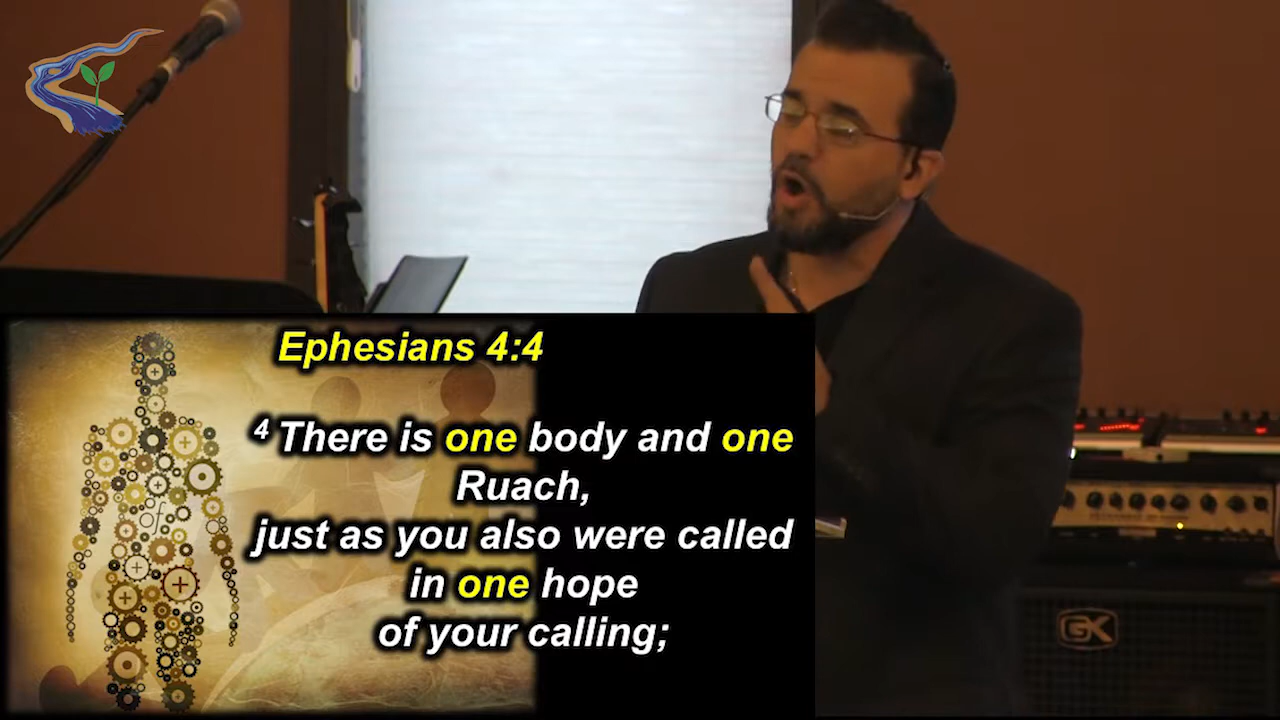 Ephesians 4:4
4 There is one body and one
Ruach,
just as you also were called
in one hope
of your calling;
of
GK